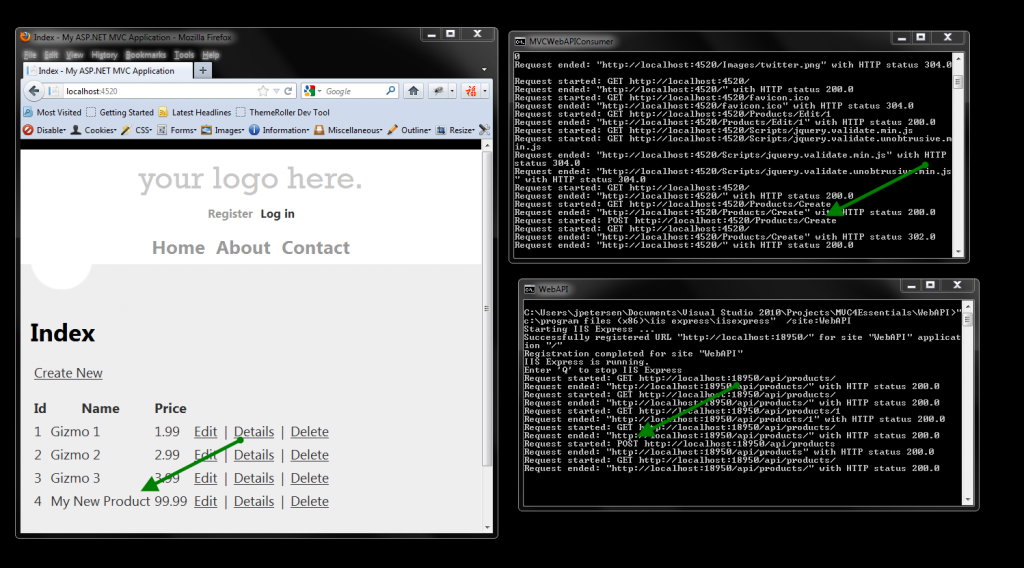 Index - My ASP.NET MVC Application - Mozilla Firefox
File Edit View History Bookmarks Tools Help
Index - My ASP.NET MVC Application +
localhost:4520 Google
Most Visited Getting Started Latest Headlines ThemeRoller Dev Tool
Disable Cookies CSS Forms Images Information Miscellaneous Outline Resize
your logo here.
Register Log in
Home About Contact
Index
Create New
Id Name Price
1 Gizmo 1 1.99 Edit | Details | Delete
2 Gizmo 2 2.99 Edit | Details | Delete
3 Gizmo 3 3.99 Edit | Details | Delete
4 My New Product 99.99 Edit | Details | Delete
MVCWebAPIConsumer
0
Request ended: "http://localhost:4520/Images/twitter.png" with HTTP status 304.0
Request started: GET http://localhost:4520/
Request ended: "http://localhost:4520/" with HTTP status 200.0
Request started: GET http://localhost:4520/favicon.ico
Request ended: "http://localhost:4520/favicon.ico" with HTTP status 304.0
Request started: GET http://localhost:4520/Products/Edit/1
Request ended: "http://localhost:4520/Products/Edit/1" with HTTP status 200.0
Request started: GET http://localhost:4520/Scripts/jquery.validate.min.js
Request started: GET http://localhost:4520/Scripts/jquery.validate.unobtrusive.m
in.js
Request ended: "http://localhost:4520/Scripts/jquery.validate.min.js" with HTTP
status 304.0
Request ended: "http://localhost:4520/Scripts/jquery.validate.unobtrusive.min.js
" with HTTP status 304.0
Request started: GET http://localhost:4520/
Request ended: "http://localhost:4520/" with HTTP status 200.0
Request started: GET http://localhost:4520/Products/Create
Request ended: "http://localhost:4520/Products/Create" with HTTP status 200.0
Request started: POST http://localhost:4520/Products/Create
Request started: GET http://localhost:4520/
Request ended: "http://localhost:4520/Products/Create" with HTTP status 302.0
Request ended: "http://localhost:4520/" with HTTP status 200.0
WebAPI
C:\Users\jpetersen\Documents\Visual Studio 2010\Projects\MVC4Essentials\WebAPI>"
c:\program files (x86)\iis express\iisexpress" /site:WebAPI
Starting IIS Express ...
Successfully registered URL "http://localhost:18950/" for site "WebAPI" applicat
ion "/"
Registration completed for site "WebAPI"
IIS Express is running.
Enter 'Q' to stop IIS Express
Request started: GET http://localhost:18950/api/products/
Request ended: "http://localhost:18950/api/products/" with HTTP status 200.0
Request started: GET http://localhost:18950/api/products/
Request ended: "http://localhost:18950/api/products/" with HTTP status 200.0
Request started: GET http://localhost:18950/api/products/1
Request ended: "http://localhost:18950/api/products/1" with HTTP status 200.0
Request started: GET http://localhost:18950/api/products/
Request ended: "http://localhost:18950/api/products/" with HTTP status 200.0
Request started: POST http://localhost:18950/api/products
Request ended: "http://localhost:18950/api/products" with HTTP status 200.0
Request started: GET http://localhost:18950/api/products/
Request ended: "http://localhost:18950/api/products/" with HTTP status 200.0